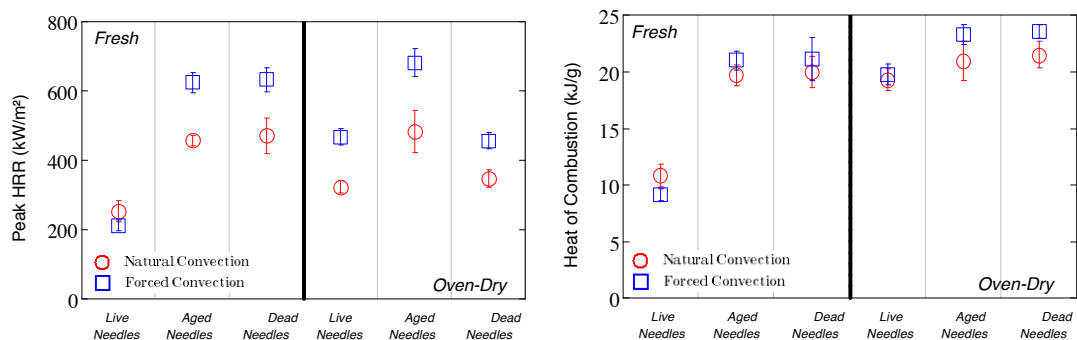 Peak HRR (kW/m²)
800
600
400
200
0
Fresh
Natural Convection
Forced Convection
Oven-Dry
Live Needles
Aged Needles
Dead Needles
Live Needles
Aged Needles
Dead Needles
Heat of Combustion (kJ/g)
25
20
15
10
5
0
Fresh
Natural Convection
Forced Convection
Oven-Dry
Live Needles
Aged Needles
Dead Needles
Live Needles
Aged Needles
Dead Needles